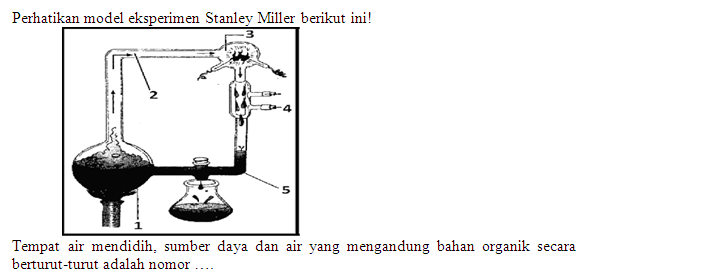 Perhatikan model eksperimen Stanley Miller berikut ini!
3
2
4
5
1
Tempat air mendidih, sumber daya dan air yang mengandung bahan organik secara
berturut-turut adalah nomor ....